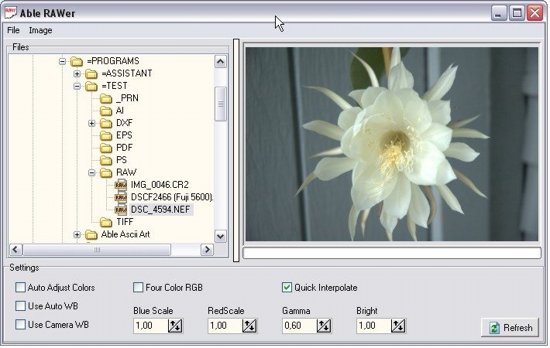 Able RAWer
File Image
Files
=PROGRAMS
=ASSISTANT
=TEST
_PRN
AI
DXF
EPS
PDF
PS
RAW
IMG_0046.CR2
DSCF2466 (Fuji 5600).
DSC_4594.NEF
TIFF
Able Ascii Art
Settings
Auto Adjust Colors
Four Color RGB
Quick Interpolate
Use Auto WB
Use Camera WB
Blue Scale
RedScale
Gamma
Bright
1,00
1,00
0,60
1,00
Refresh